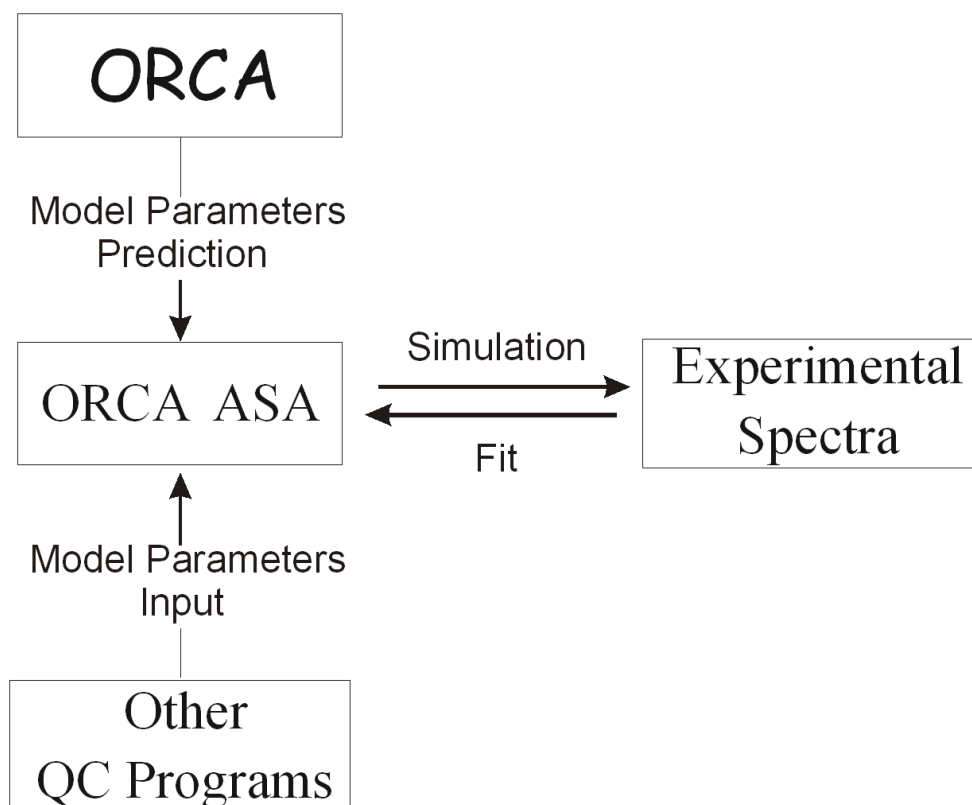 ORCA
Model Parameters
Prediction
ORCA ASA
Simulation
Fit
Experimental
Spectra
Model Parameters
Input
Other
QC Programs